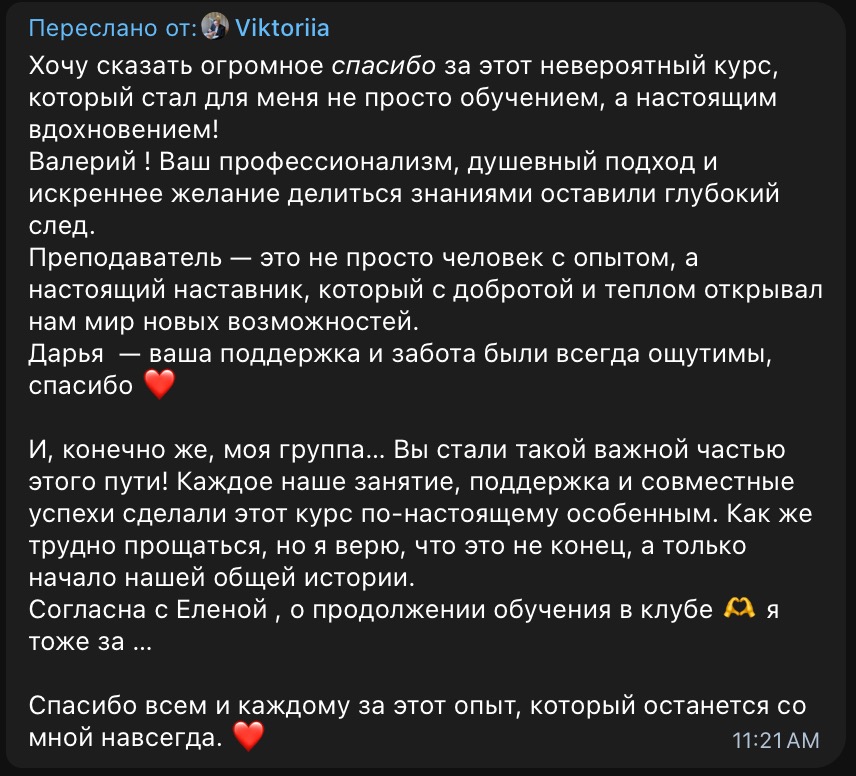 Переслано от: Viktoriia
Хочу сказать огромное спасибо за этот невероятный курс,
который стал для меня не просто обучением, а настоящим
вдохновением!
Валерий ! Ваш профессионализм, душевный подход и
искреннее желание делиться знаниями оставили глубокий
след.
Преподаватель — это не просто человек с опытом, а
настоящий наставник, который с добротой и теплом открывал
нам мир новых возможностей.
Дарья  — ваша поддержка и забота были всегда ощутимы,
спасибо ❤️
И, конечно же, моя группа... Вы стали такой важной частью
этого пути! Каждое наше занятие, поддержка и совместные
успехи сделали этот курс по-настоящему особенным. Как же
трудно прощаться, но я верю, что это не конец, а только
начало нашей общей истории.
Согласна с Еленой , о продолжении обучения в клубе 🫶 я
тоже за ...
Спасибо всем и каждому за этот опыт, который останется со
мной навсегда. ❤️
11:21 AM